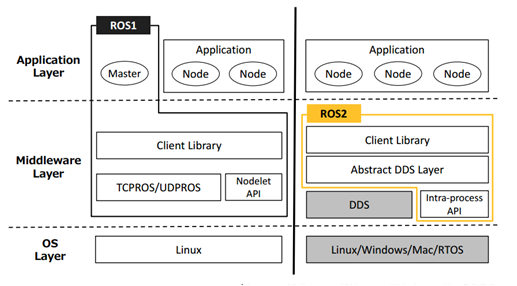 ROS1
Application
Layer
Master
Application
Node
Node
Application
Node
Node
Node
ROS2
Middleware
Layer
Client Library
TCPROS/UDPROS
Nodelet
API
Client Library
Abstract DDS Layer
DDS
Intra-process
API
OS
Layer
Linux
Linux/Windows/Mac/RTOS